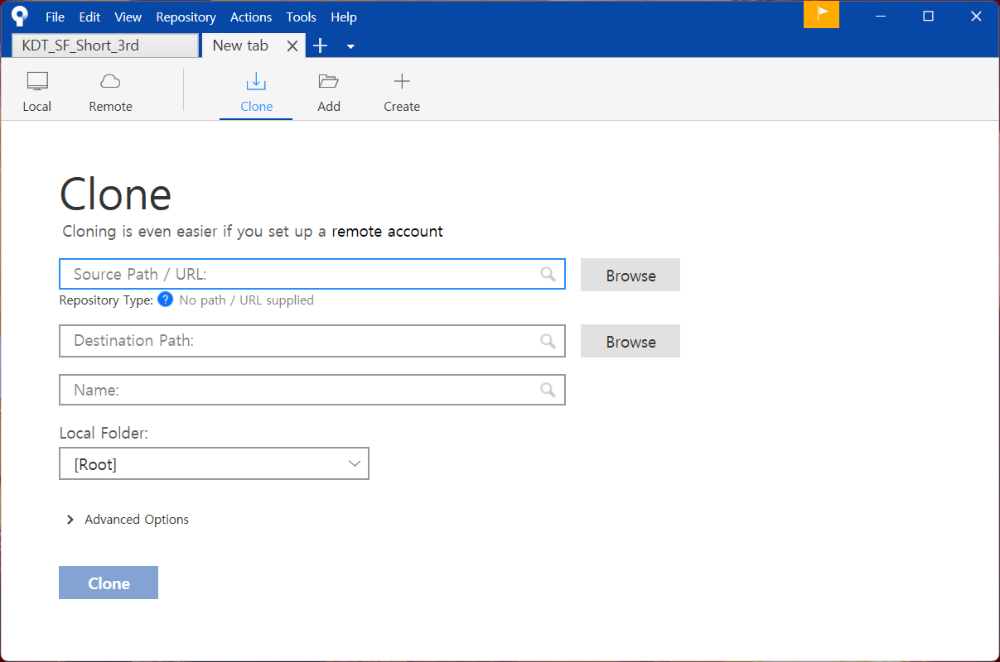 File Edit View Repository Actions Tools Help
KDT_SF_Short_3rd New tab
Local Remote Clone Add Create
Clone
Cloning is even easier if you set up a remote account
Source Path / URL: Browse
Repository Type: ? No path / URL supplied
Destination Path: Browse
Name:
Local Folder:
[Root]
Advanced Options
Clone